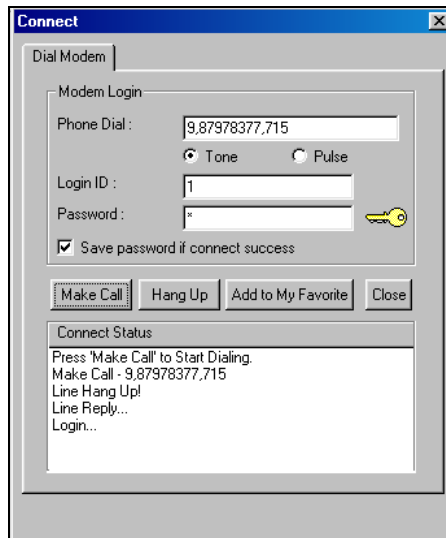 Connect
Dial Modem
Modem Login
Phone Dial : 9,87978377,715
Tone Pulse
Login ID : 1
Password : *
Save password if connect success
Make Call Hang Up Add to My Favorite Close
Connect Status
Press 'Make Call' to Start Dialing.
Make Call - 9,87978377,715
Line Hang Up!
Line Reply...
Login...